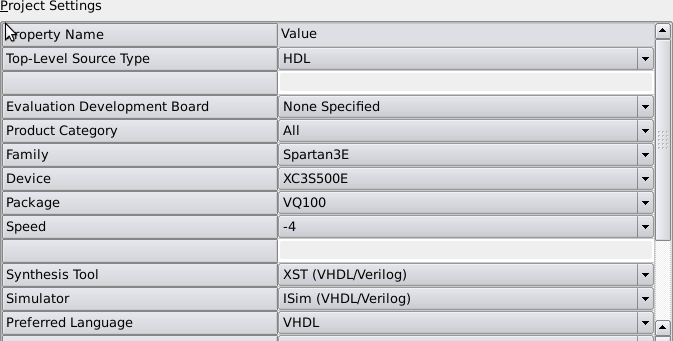 Project Settings
Property Name Value
Top-Level Source Type HDL
Evaluation Development Board None Specified
Product Category All
Family Spartan3E
Device XC3S500E
Package VQ100
Speed -4
Synthesis Tool XST (VHDL/Verilog)
Simulator ISim (VHDL/Verilog)
Preferred Language VHDL